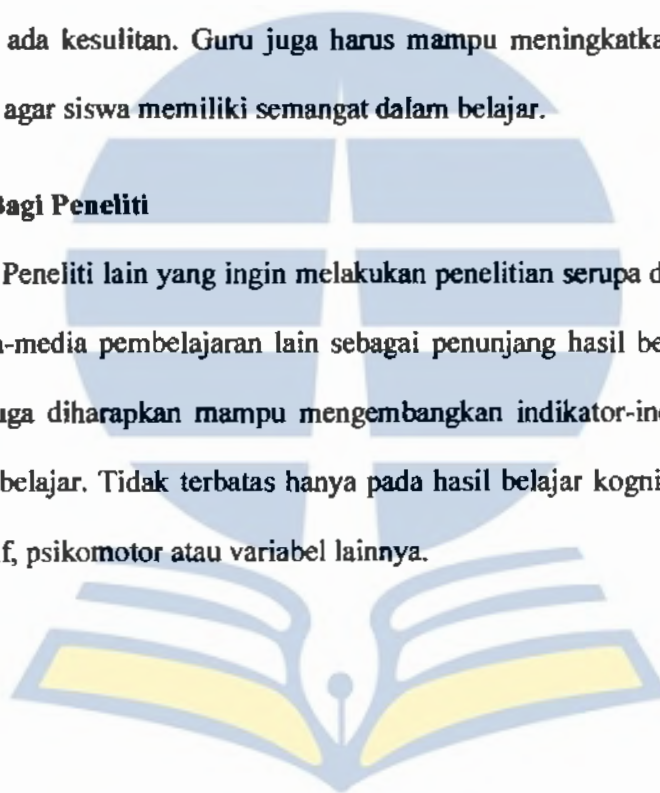 ada kesulitan. Guru juga harus mampu meningkatka
agar siswa memiliki semangat dalam belajar.
Bagi Peneliti
Peneliti lain yang ingin melakukan penelitian serupa d
-media pembelajaran lain sebagai penunjang hasil be
uga diharapkan mampu mengembangkan indikator-in
belajar. Tidak terbatas hanya pada hasil belajar kogni
f, psikomotor atau variabel lainnya.